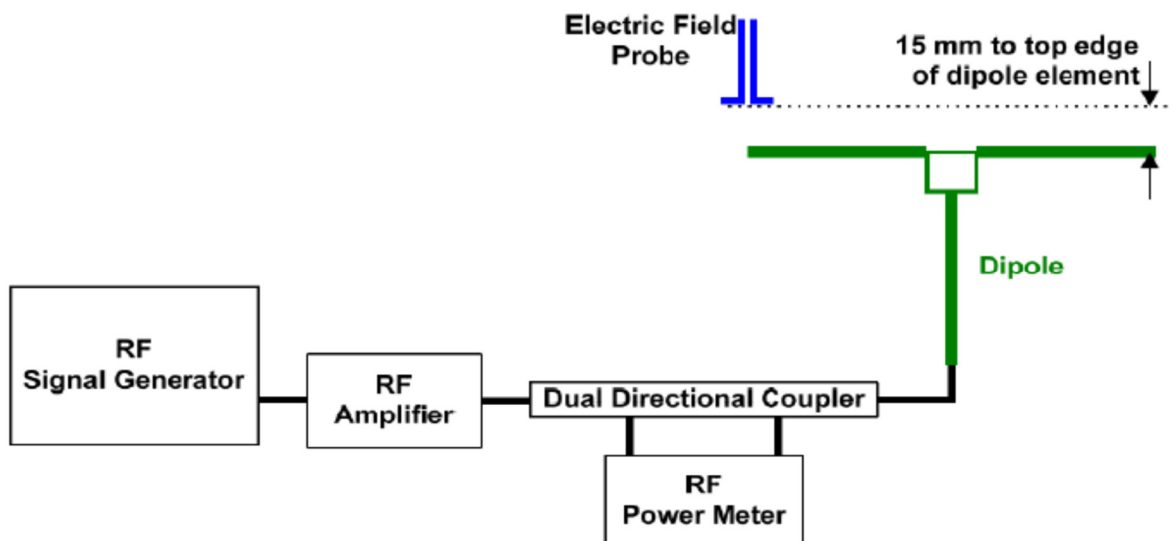 Electric Field
Probe
15 mm to top edge
of dipole element
Dipole
RF
Signal Generator
RF
Amplifier
Dual Directional Coupler
RF
Power Meter